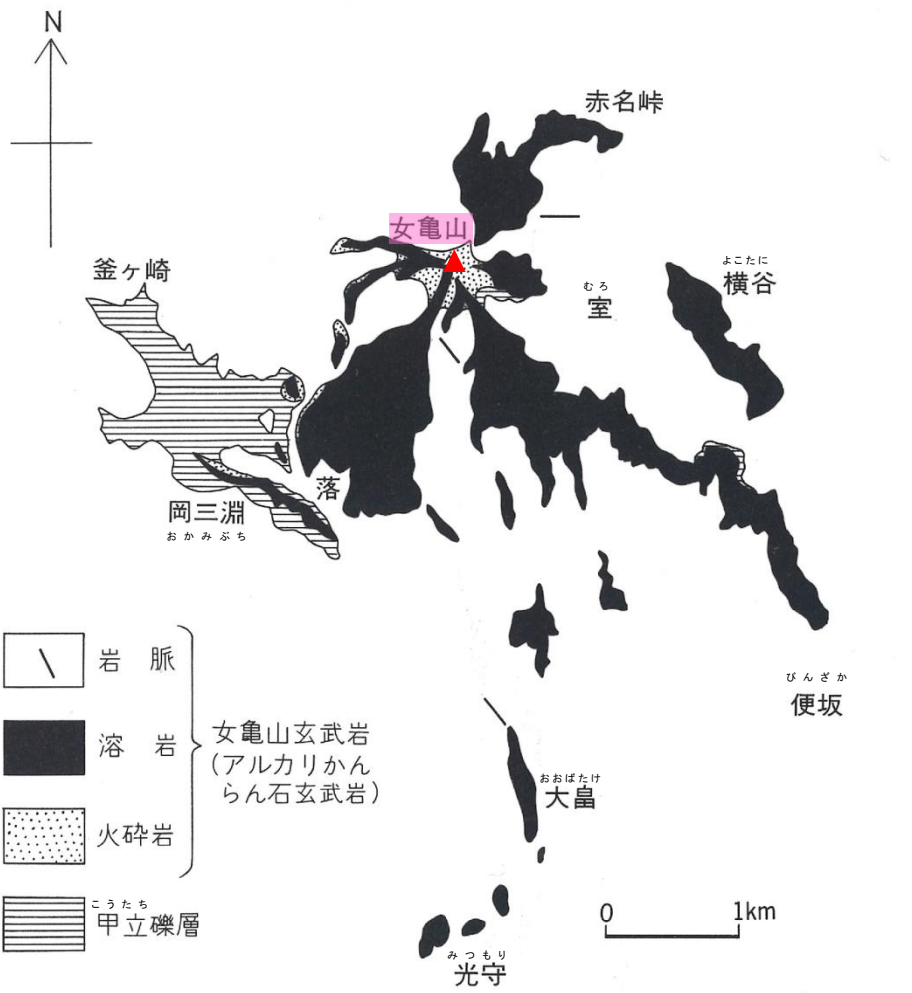 N
赤名峠
女亀山
釜ヶ崎
よこたに
横谷
むろ
室
落
岡三淵
おかみぶち
岩脈
溶岩
火砕岩
女亀山玄武岩
(アルカリかん
らん石玄武岩)
こうたち
甲立礫層
びんざか
便坂
おおばたけ
大畠
みつもり
光守
0 1km